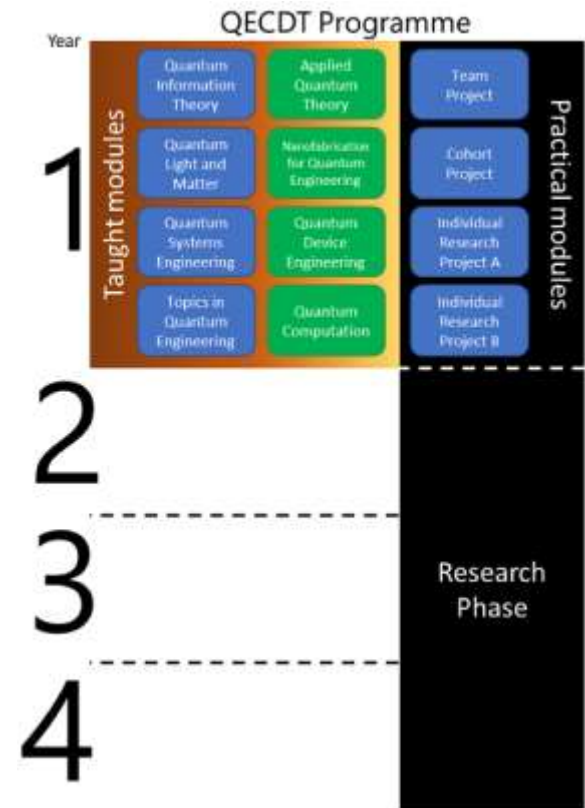 QECDT Programme
Year
1
Taught modules
Quantum
Information
Theory
Applied
Quantum
Theory
Quantum
Light and
Matter
Nanofabrication
for Quantum
Engineering
Quantum
Systems
Engineering
Quantum
Device
Engineering
Topics in
Quantum
Engineering
Quantum
Computation
Team
Project
Cohort
Project
Individual
Research
Project A
Individual
Research
Project B
Practical modules
2
3
4
Research
Phase